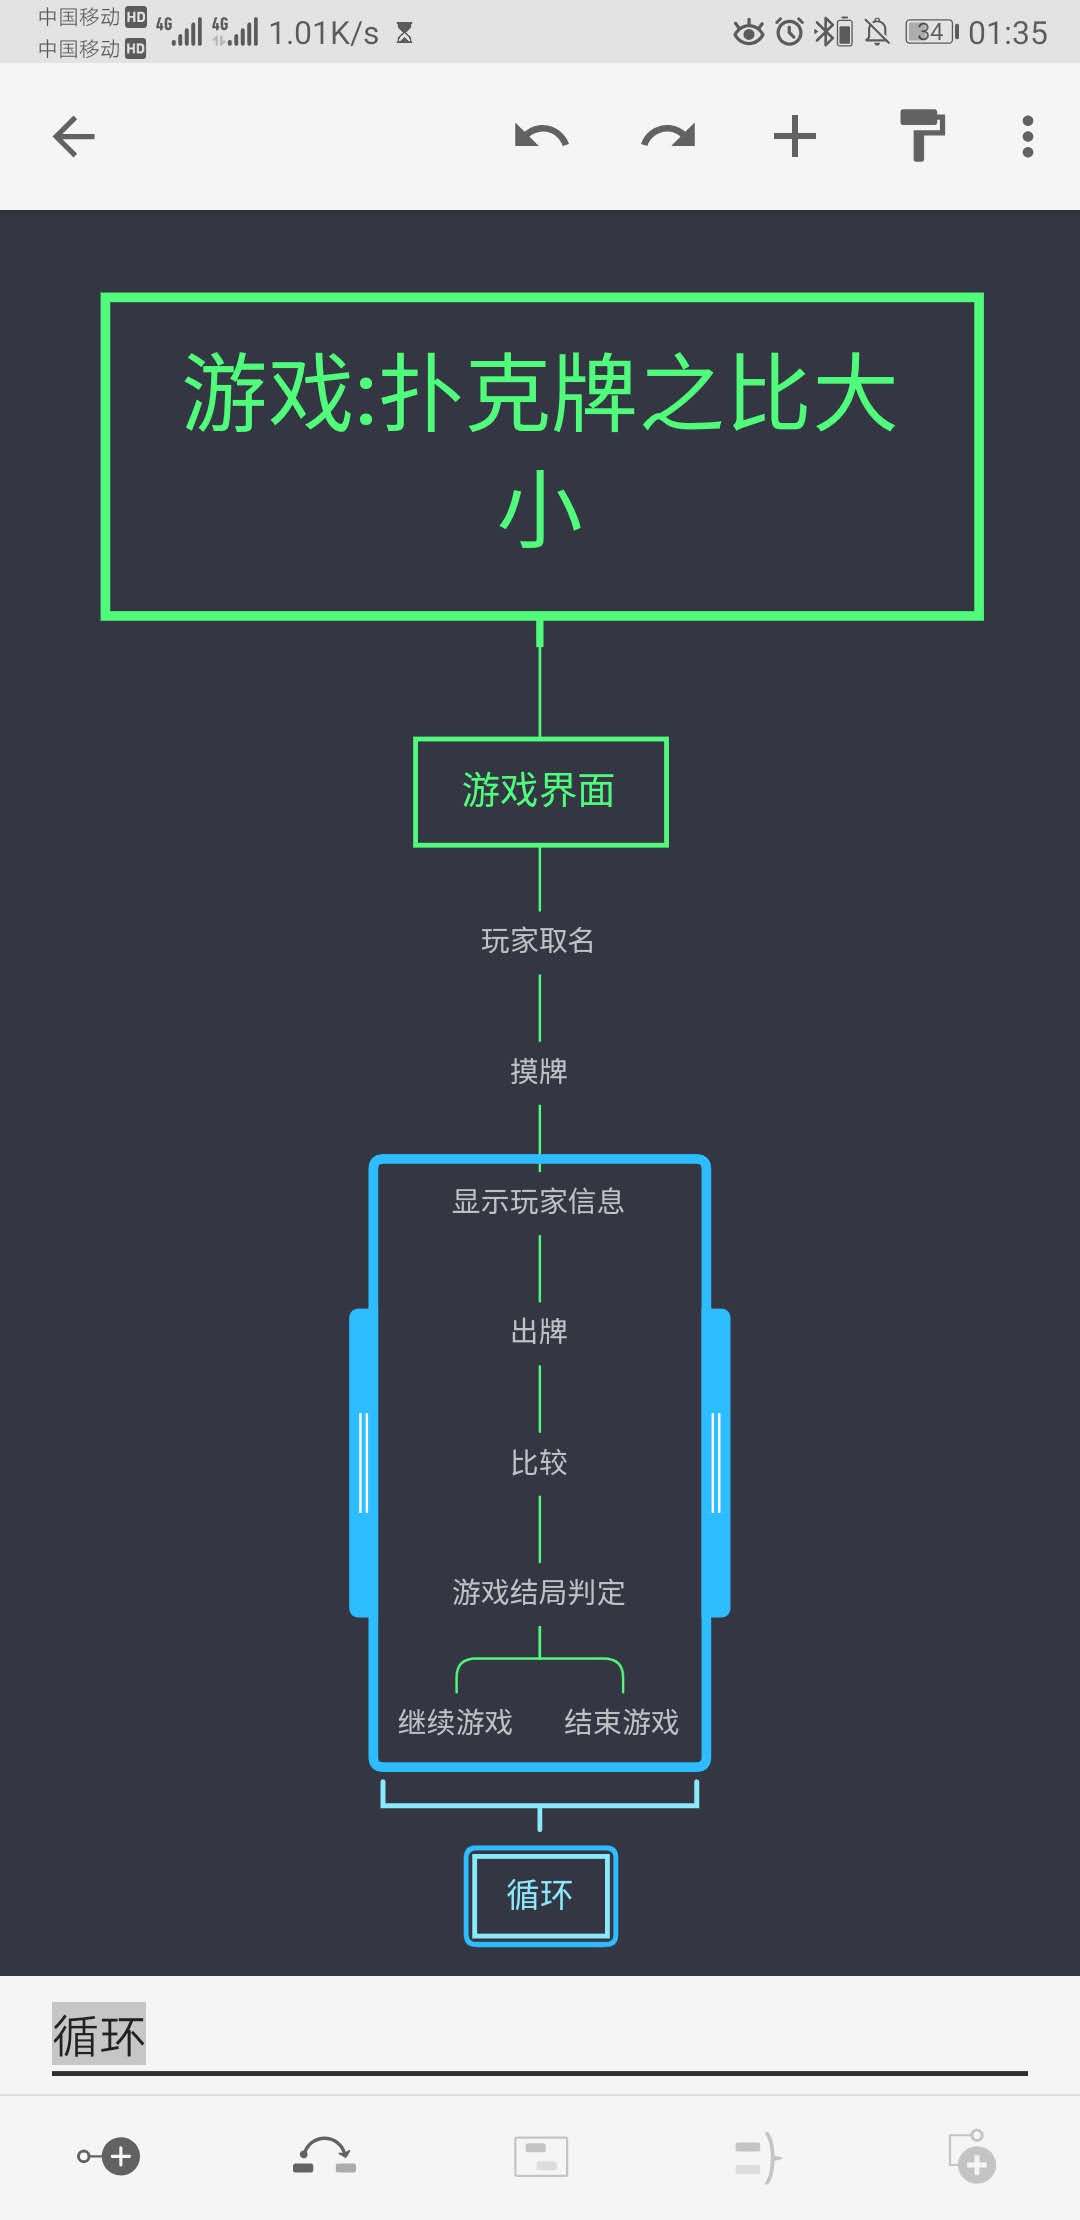 中国移动 HD 4G 4G 1.01K/s 34 01:35
中国移动 HD
游戏:扑克牌之比大
小
游戏界面
玩家取名
摸牌
显示玩家信息
出牌
比较
游戏结局判定
继续游戏 结束游戏
循环
循环